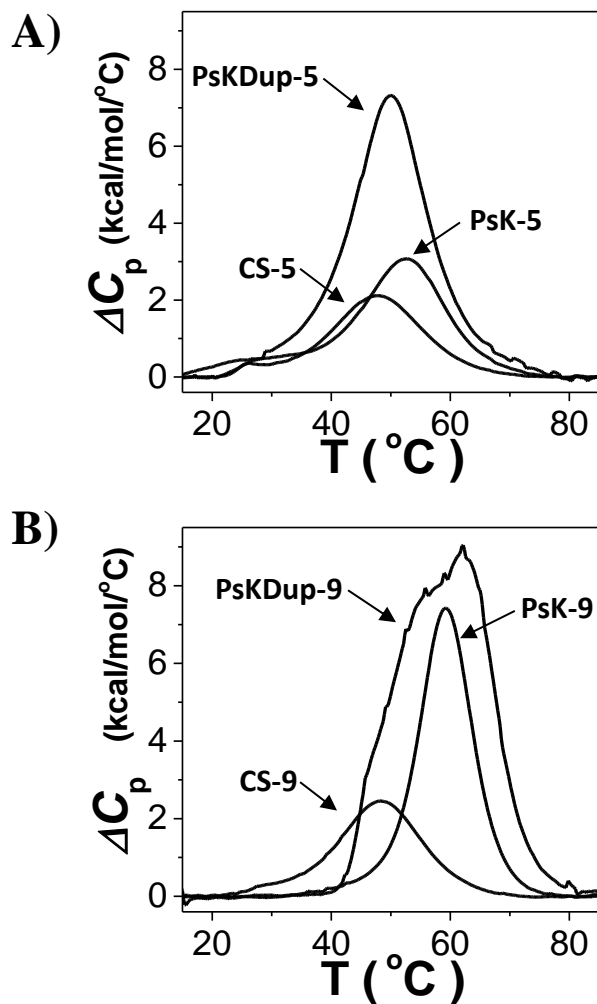 A)
PsKDup-5
PsK-5
CS-5
ΔCp (kcal/mol/°C)
8
6
4
2
0
20 40 60 80
T ( °C )
B)
PsKDup-9
PsK-9
CS-9
ΔCp (kcal/mol/°C)
8
6
4
2
0
20 40 60 80
T ( °C )